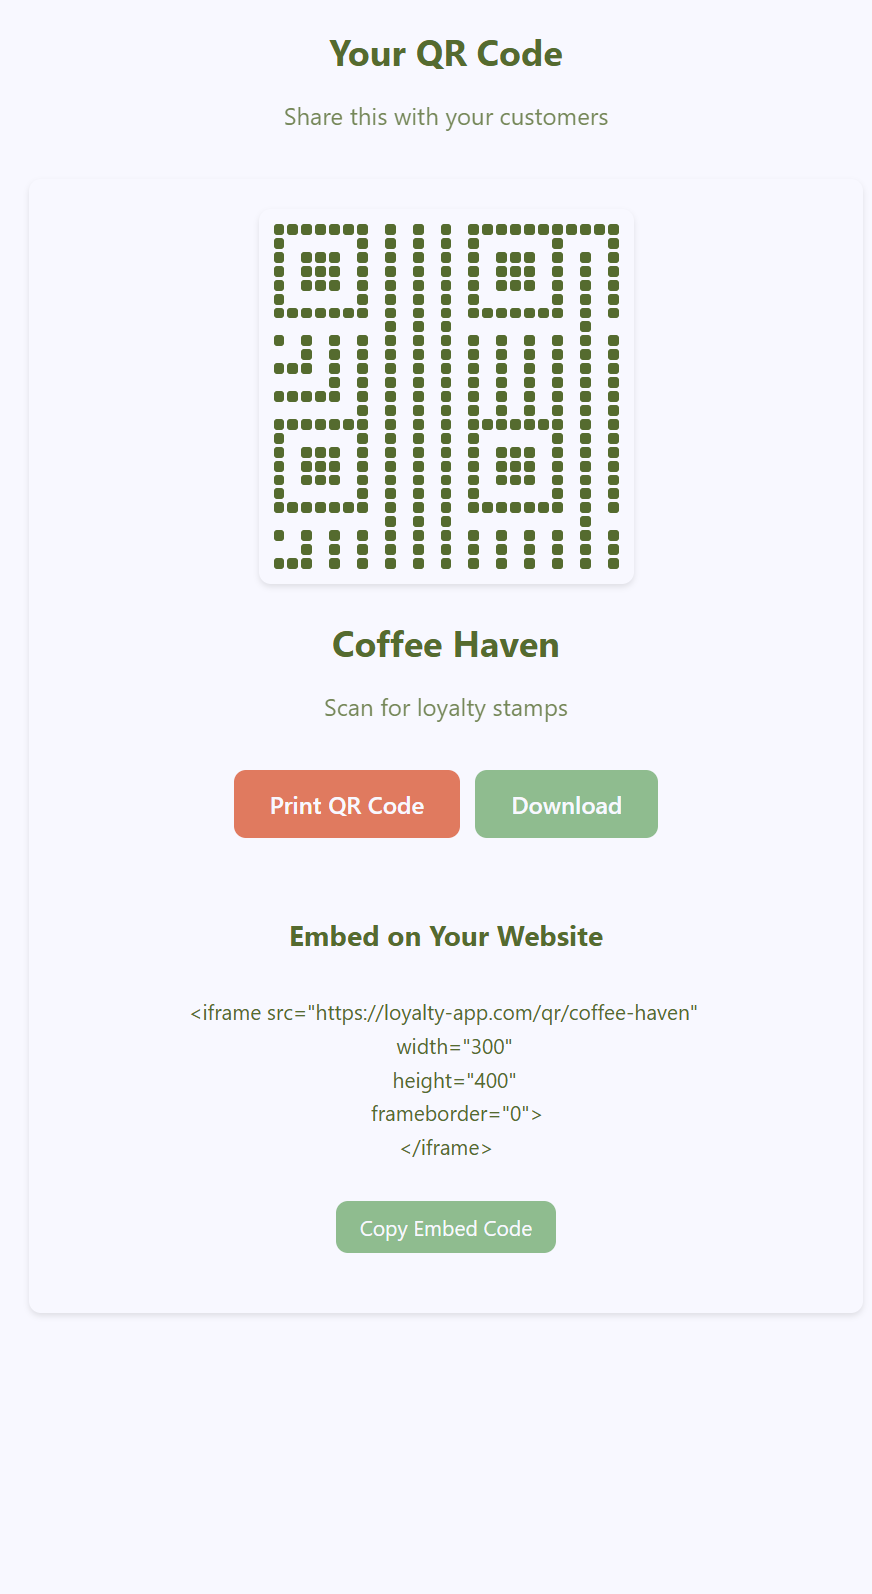 Your QR Code
Share this with your customers
Coffee Haven
Scan for loyalty stamps
Print QR Code
Download
Embed on Your Website
<iframe src="https://loyalty-app.com/qr/coffee-haven"
width="300"
height="400"
frameborder="0">
</iframe>
Copy Embed Code